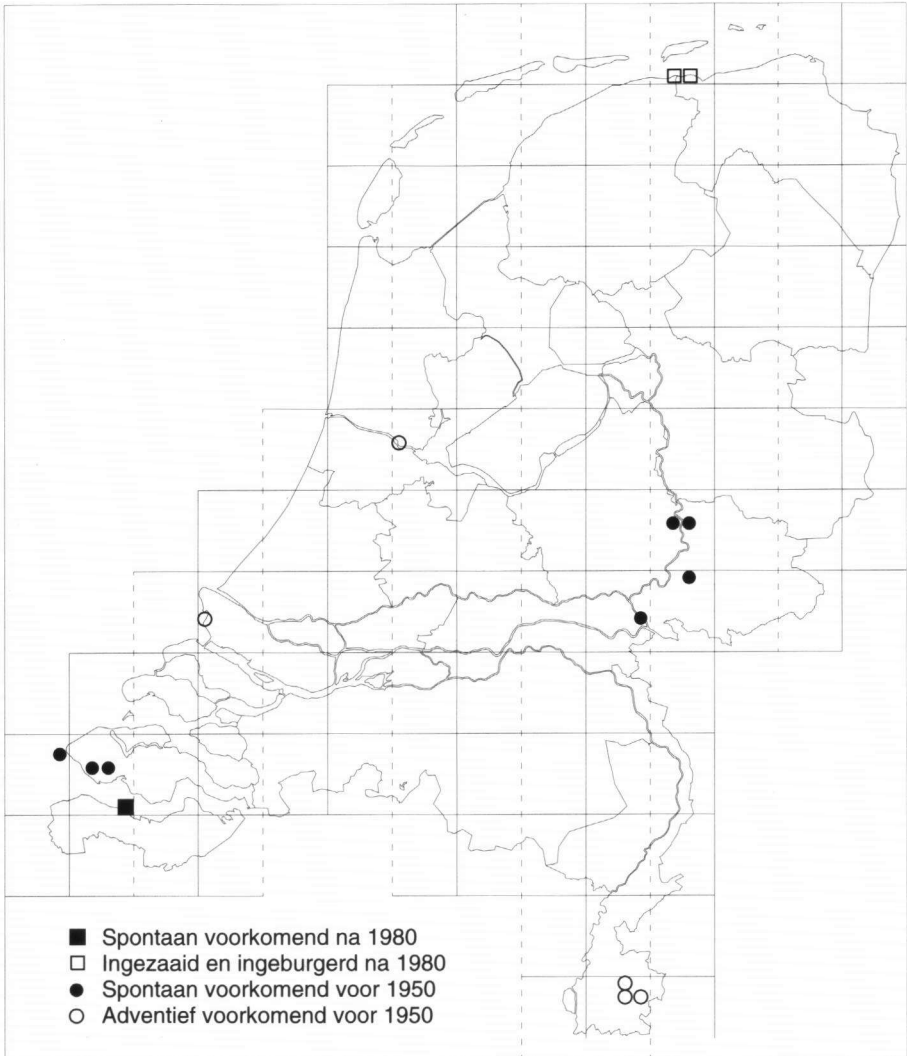 Spontaan voorkomend na 1980
Ingezaaid en ingeburgerd na 1980
Spontaan voorkomend voor 1950
Adventief voorkomend voor 1950